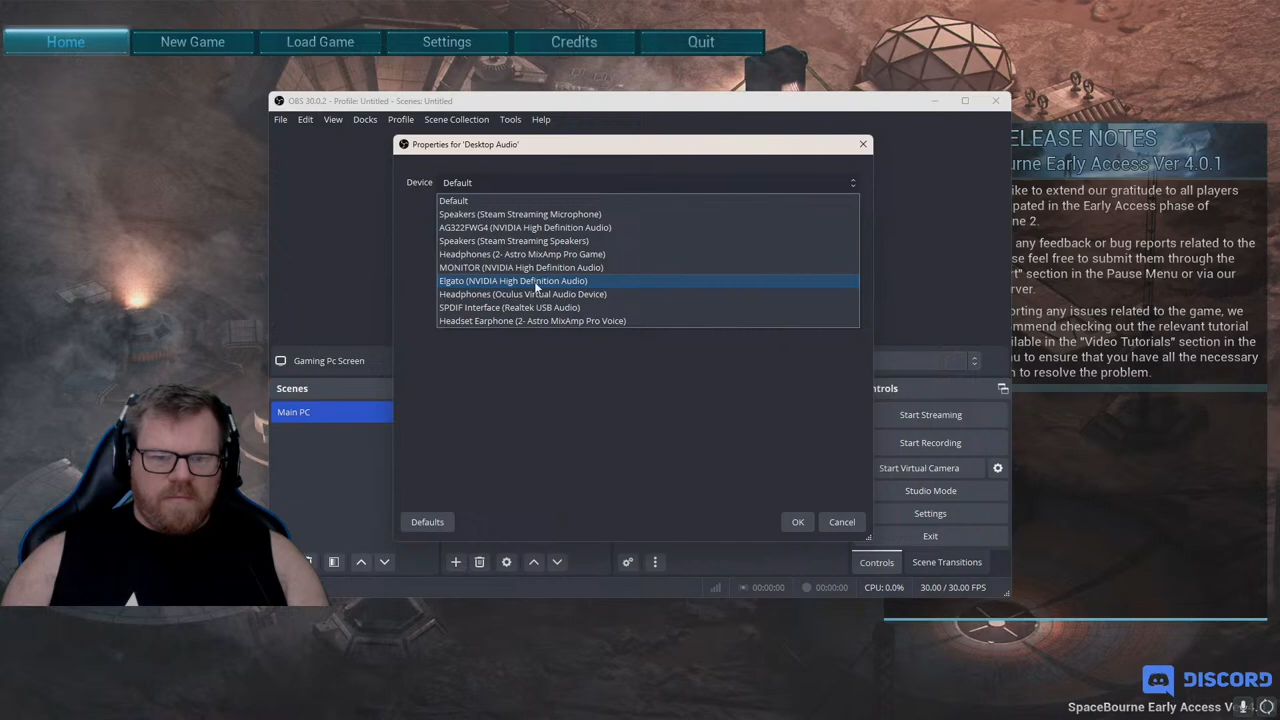 Home
New Game
Load Game
Settings
Credits
Quit
OBS 30.0.2 - Profile: Untitled - Scenes: Untitled
File
Edit
View
Docks
Profile
Scene Collection
Tools
Help
Properties for 'Desktop Audio'
Device
Default
Default
Speakers (Steam Streaming Microphone)
AG322FWG4 (NVIDIA High Definition Audio)
Speakers (Steam Streaming Speakers)
Headphones (2- Astro MixAmp Pro Game)
MONITOR (NVIDIA High Definition Audio)
Elgato (NVIDIA High Definition Audio)
Headphones (Oculus Virtual Audio Device)
SPDIF Interface (Realtek USB Audio)
Headset Earphone (2- Astro MixAmp Pro Voice)
Defaults
OK
Cancel
Gaming Pc Screen
Scenes
Main PC
ntrols
Start Streaming
Start Recording
Start Virtual Camera
Studio Mode
Settings
Exit
Controls
Scene Transitions
00:00:00
00:00:00
CPU: 0.0%
30.00 / 30.00 FPS
ELEASE NOTES
urne Early Access Ver 4.0.1
ike to extend our gratitude to all players
ipated in the Early Access phase of
ne 2.
any feedback or bug reports related to the
se feel free to submit them through the
rt" section in the Pause Menu or via our
rver.
orting any issues related to the game, we
mmend checking out the relevant tutorial
ilable in the "Video Tutorials" section in the
nu to ensure that you have all the necessary
n to resolve the problem.
DISCORD
SpaceBourne Early Access V